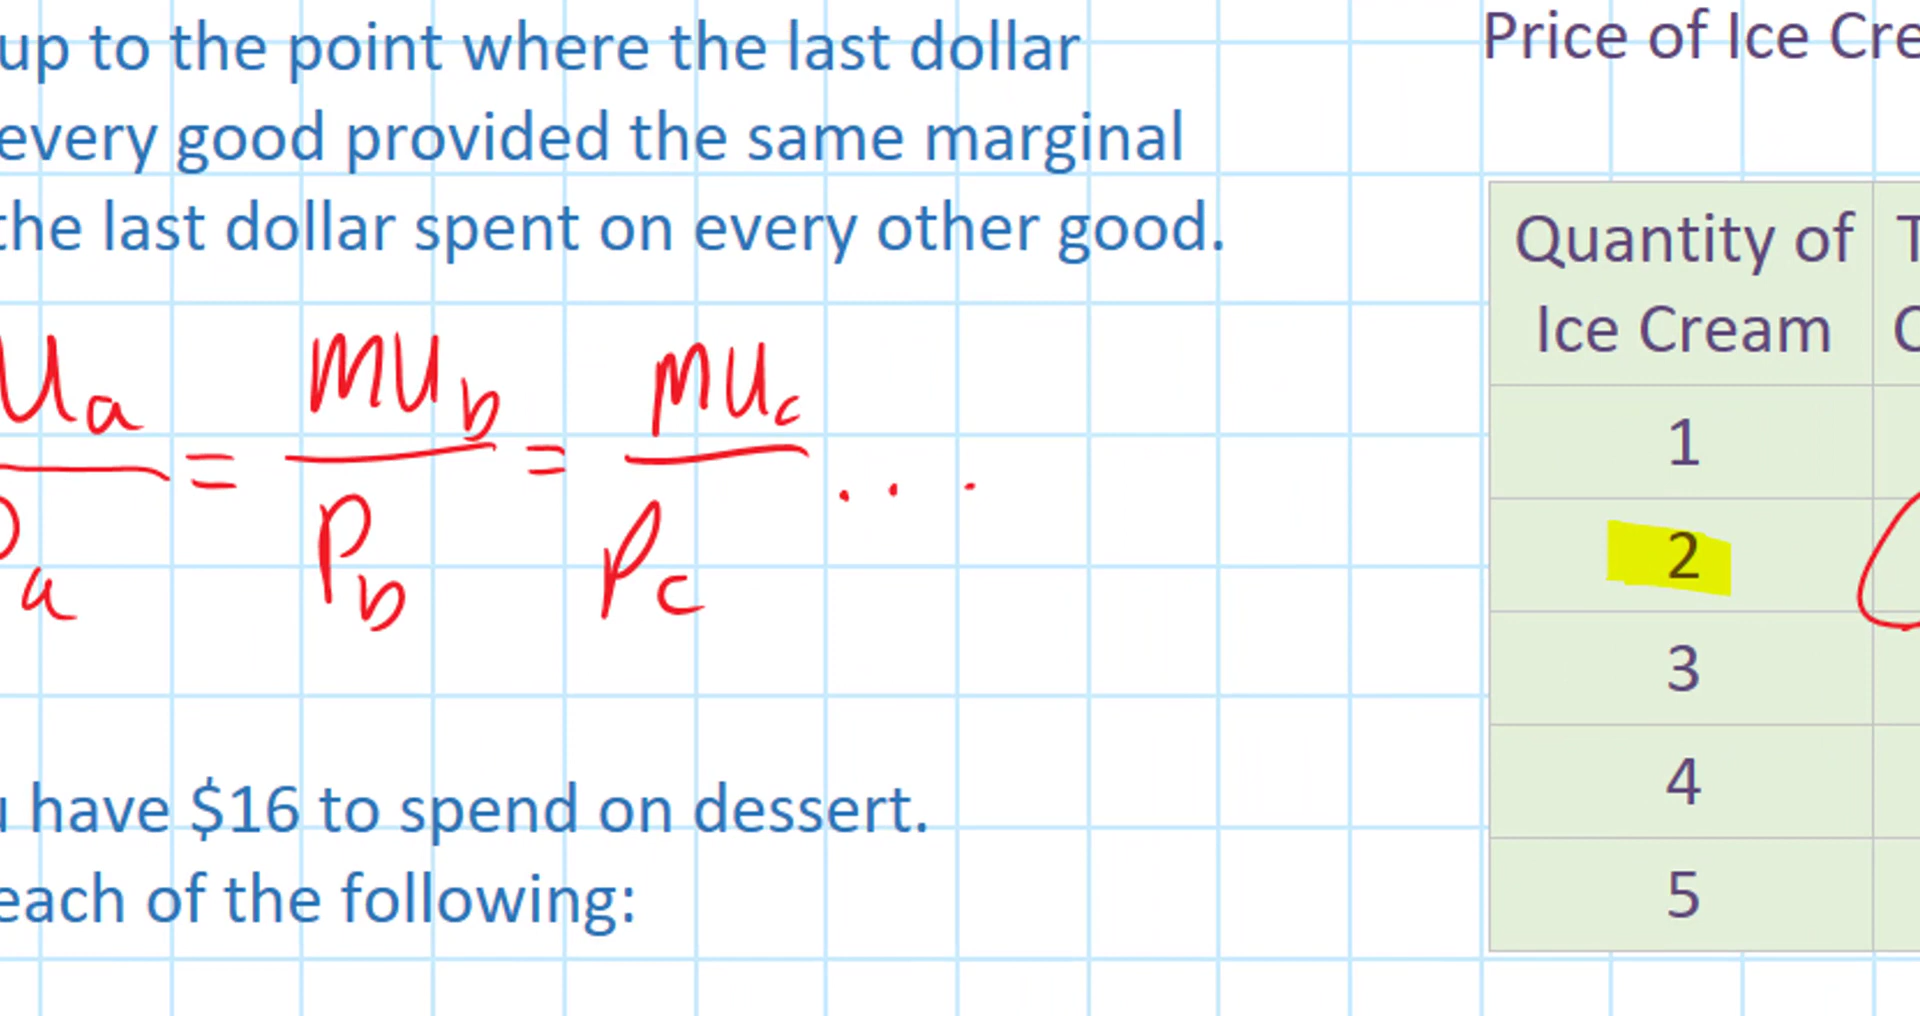 up to the point where the last dollar
every good provided the same marginal
the last dollar spent on every other good.
Ua = MUb = MUc ...
Pa Pb Pc
have $16 to spend on dessert.
each of the following:
Price of Ice Cre
Quantity of
Ice Cream
1
2
3
4
5